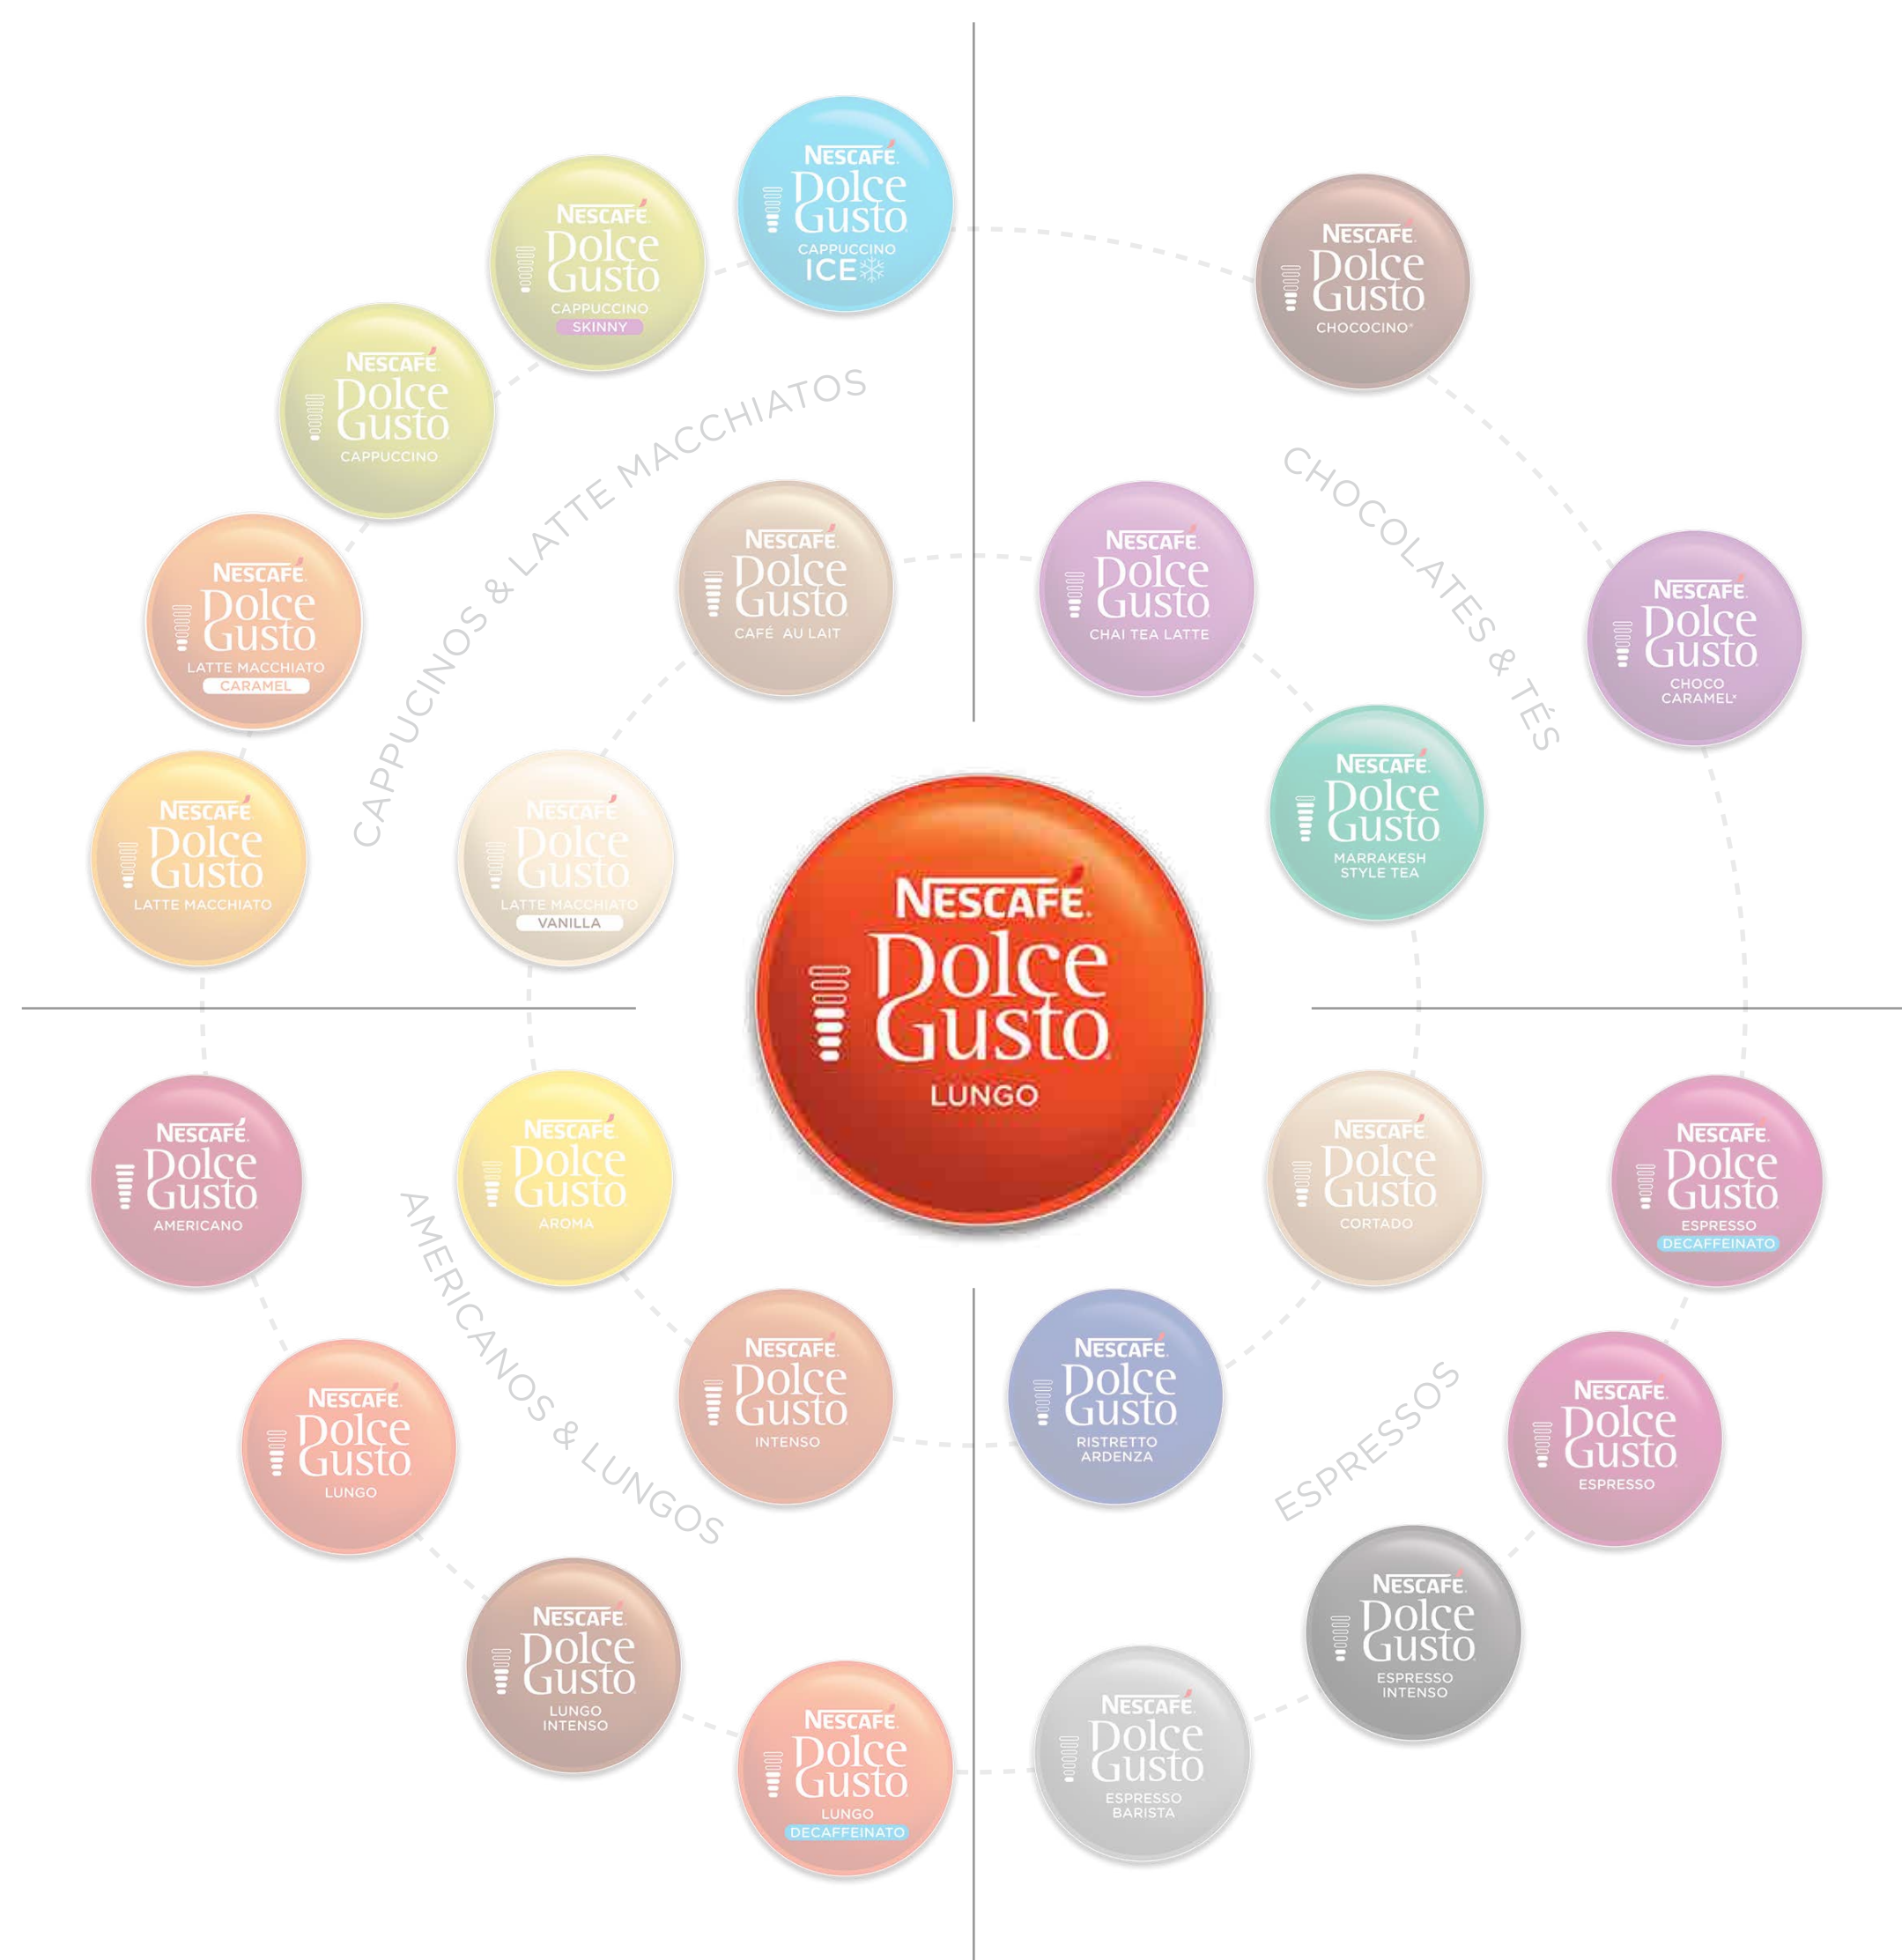 NESCAFÉ.
Dolce
Gusto
CAPPUCCINO
ICE
NESCAFÉ.
Dolce
Gusto
CAPPUCCINO
SKINNY
NESCAFÉ.
Dolce
Gusto
CAPPUCCINO
NESCAFÉ.
Dolce
Gusto
LATTE MACCHIATO
CARAMEL
NESCAFÉ.
Dolce
Gusto
LATTE MACCHIATO
CAPPUCINOS & LATTE MACCHIATOS
NESCAFÉ.
Dolce
Gusto
CAFÉ AU LAIT
NESCAFÉ.
Dolce
Gusto
LATTE MACCHIATO
VANILLA
NESCAFÉ.
Dolce
Gusto
CHOCOCINO®
CHOCOLATES & TÉS
NESCAFÉ.
Dolce
Gusto
CHAI TEA LATTE
NESCAFÉ.
Dolce
Gusto
CHOCO
CARAMEL*
NESCAFÉ.
Dolce
Gusto
MARRAKESH
STYLE TEA
NESCAFÉ.
Dolce
Gusto
LUNGO
NESCAFÉ.
Dolce
Gusto
AMERICANO
NESCAFÉ.
Dolce
Gusto
AROMA
AMERICANOS & LUNGOS
NESCAFÉ.
Dolce
Gusto
INTENSO
NESCAFÉ.
Dolce
Gusto
LUNGO
NESCAFÉ.
Dolce
Gusto
LUNGO
INTENSO
NESCAFÉ.
Dolce
Gusto
LUNGO
DECAFFEINATO
NESCAFÉ.
Dolce
Gusto
CORTADO
NESCAFÉ.
Dolce
Gusto
ESPRESSO
DECAFFEINATO
NESCAFÉ.
Dolce
Gusto
RISTRETTO
ARDENZA
ESPRESSOS
NESCAFÉ.
Dolce
Gusto
ESPRESSO
NESCAFÉ.
Dolce
Gusto
ESPRESSO
INTENSO
NESCAFÉ.
Dolce
Gusto
ESPRESSO
BARISTA